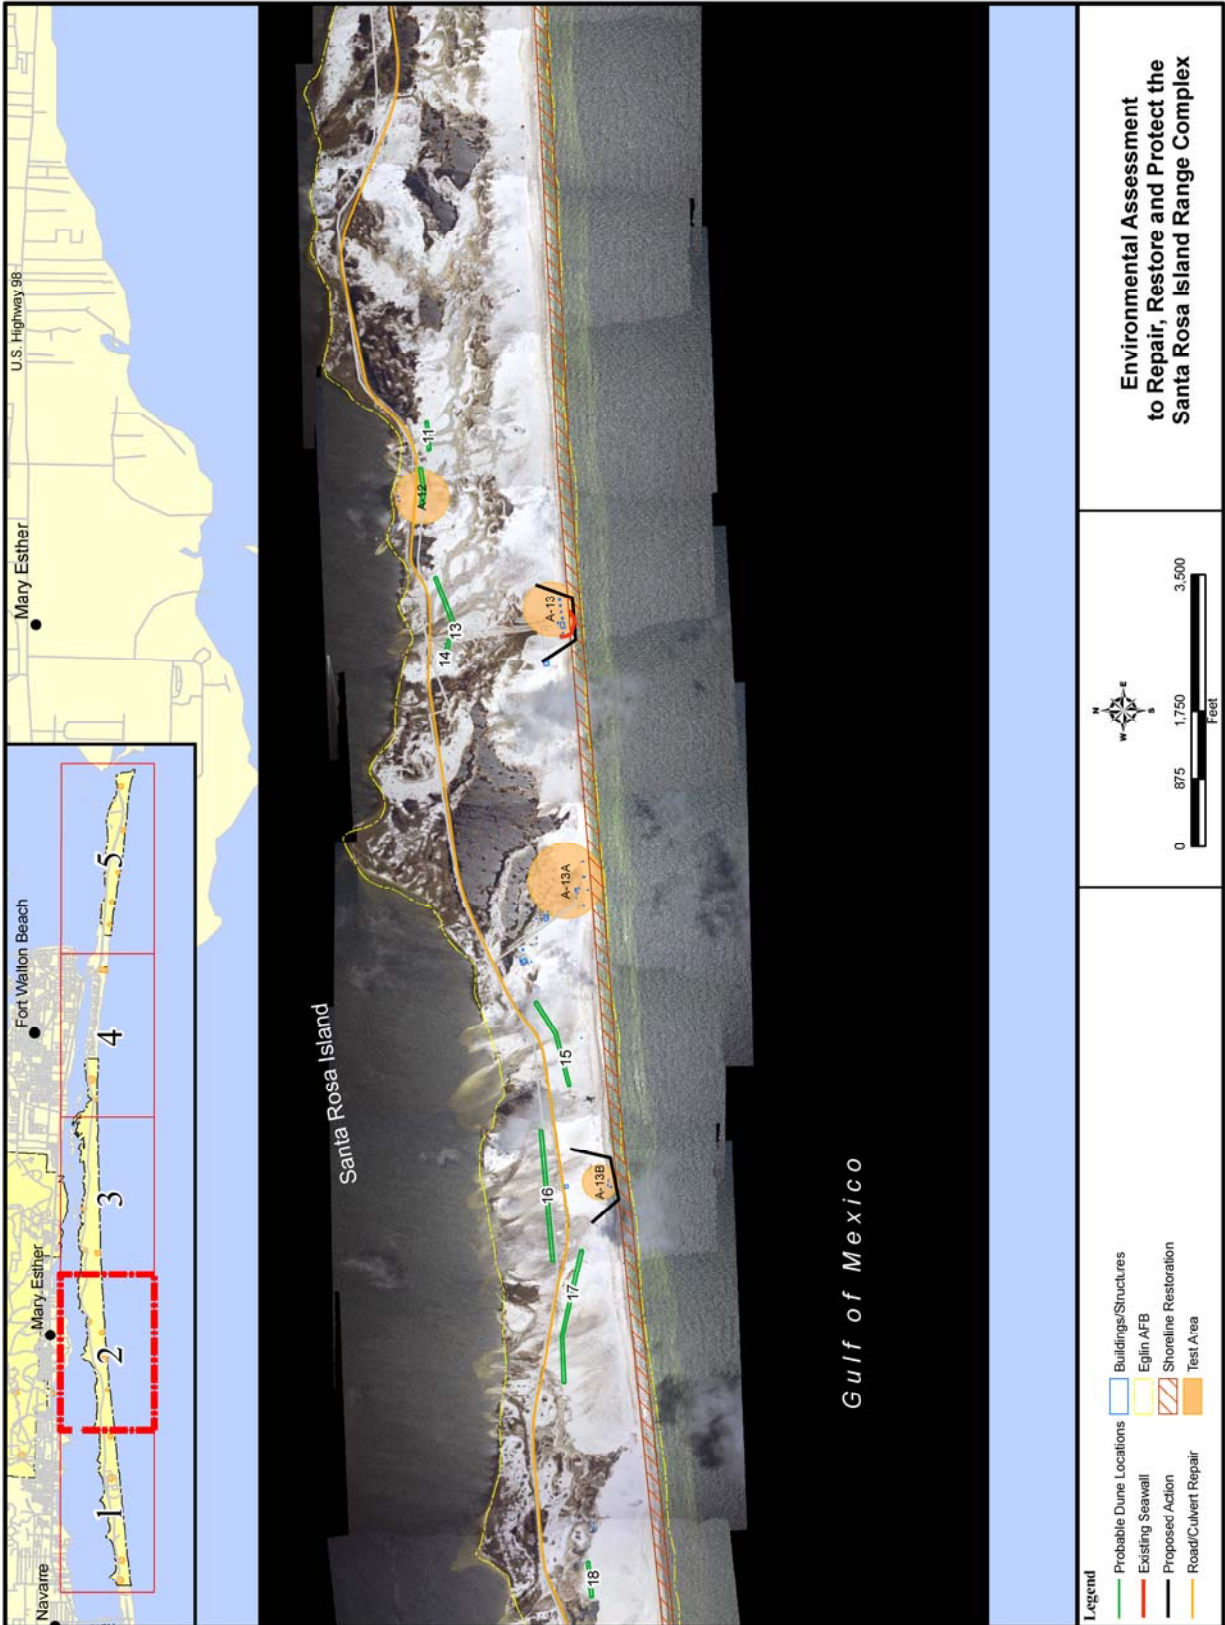 Navarre
Mary Esther
Fort Walton Beach
1
2
3
4
5
Mary Esther
U.S. Highway 98
Santa Rosa Island
18
17
16
15
A-13B
A-13A
14
13
A-13
A-12
11
Gulf of Mexico
Legend
Probable Dune Locations
Existing Seawall
Proposed Action
Road/Culvert Repair
Buildings/Structures
Eglin AFB
Shoreline Restoration
Test Area
N
W
E
S
0
875
1,750
3,500
Feet
Environmental Assessment
to Repair, Restore and Protect the
Santa Rosa Island Range Complex